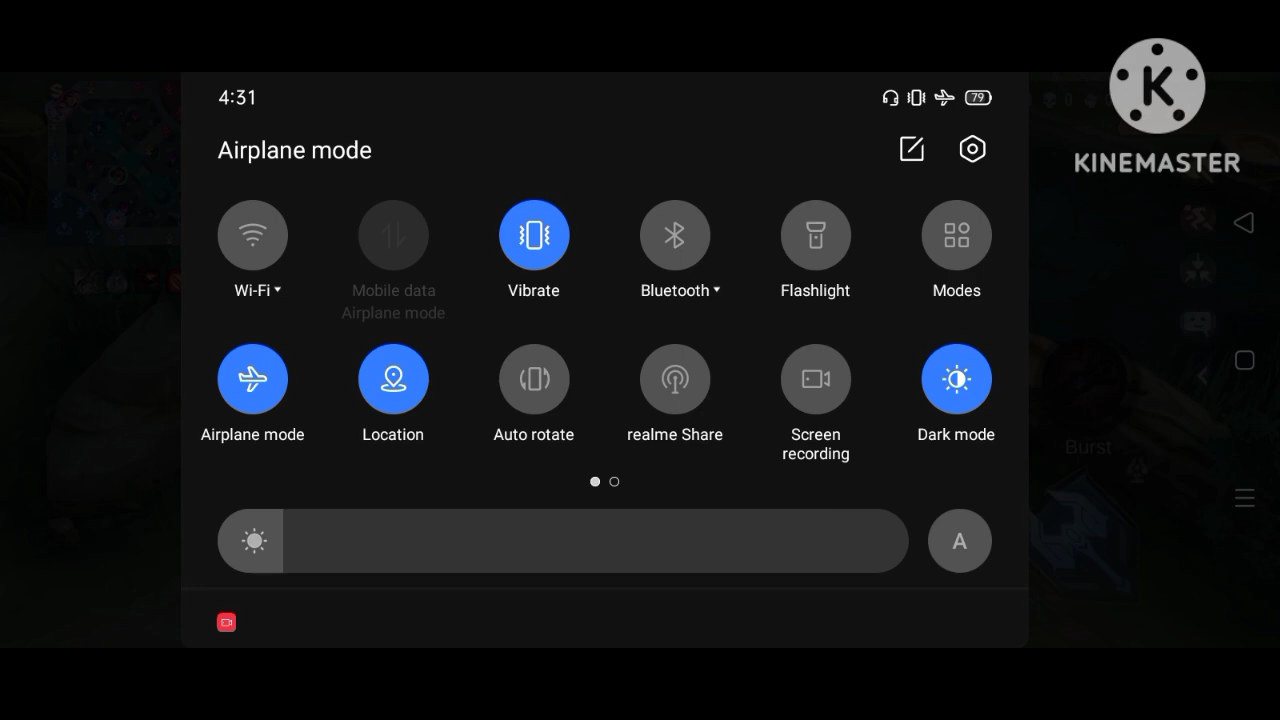 4:31
79
K
KINEMASTER
Airplane mode
Wi-Fi
Mobile data
Airplane mode
Vibrate
Bluetooth
Flashlight
Modes
Airplane mode
Location
Auto rotate
realme Share
Screen
recording
Dark mode
Burst
A